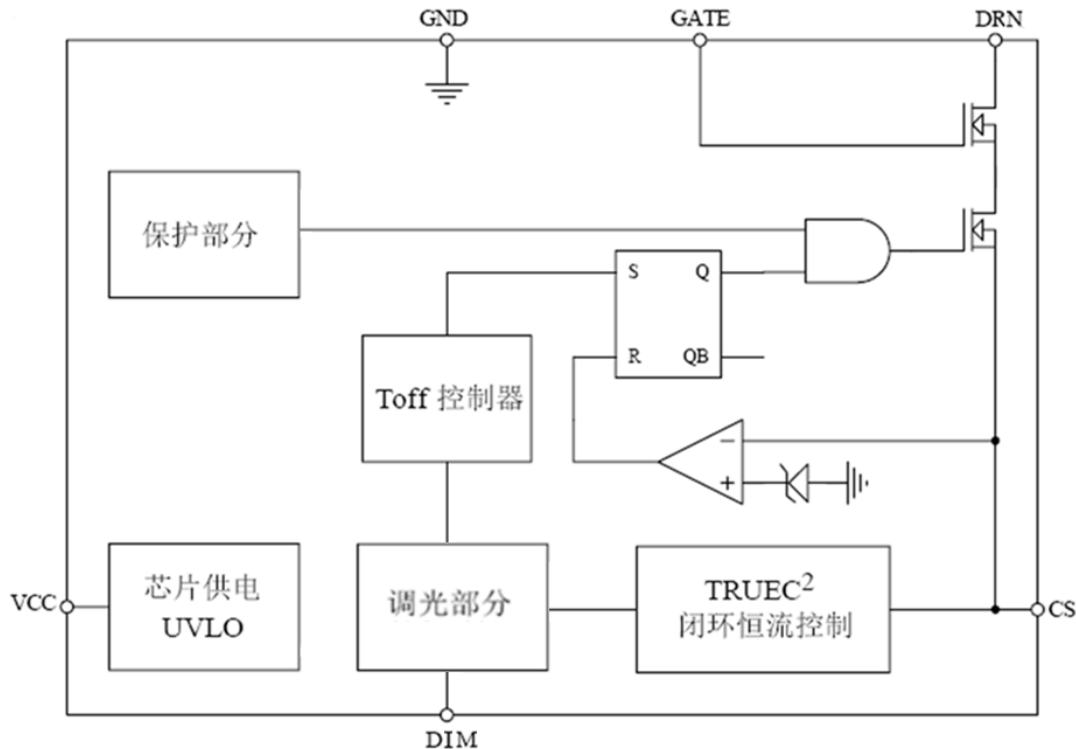 GND
GATE
DRN
保护部分
S
Q
R
QB
Toff 控制器
−
+
VCC
芯片供电
UVLO
调光部分
TRUEC²
闭环恒流控制
CS
DIM